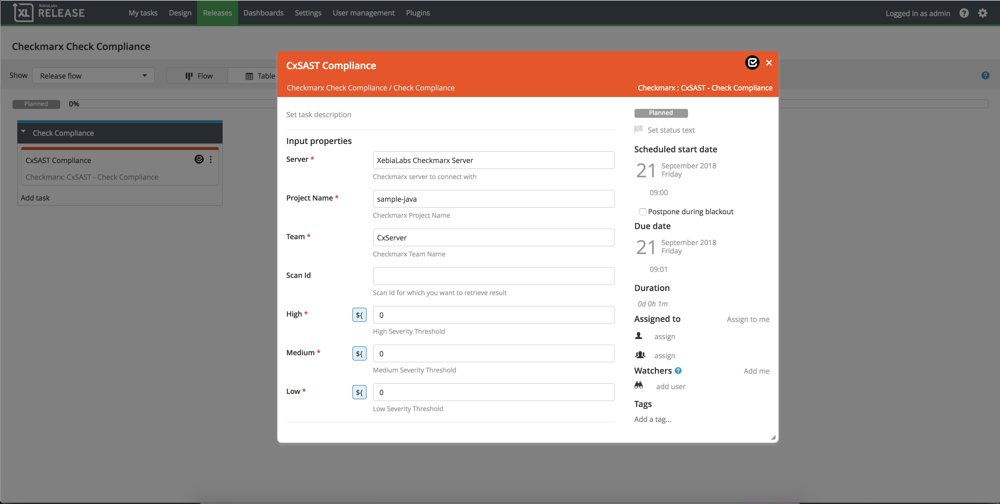 XebiaLabs
XL RELEASE
My tasks Design Releases Dashboards Settings User management Plugins
Logged in as admin ?
Checkmarx Check Compliance
Show Release flow Flow Table
?
Planned 0%
Check Compliance
CxSAST Compliance
Checkmarx: CxSAST - Check Compliance
Add task
CxSAST Compliance
Checkmarx Check Compliance / Check Compliance
Checkmarx : CxSAST - Check Compliance
Set task description
Input properties
Server * XebiaLabs Checkmarx Server
Checkmarx server to connect with
Project Name * sample-java
Checkmarx Project Name
Team * CxServer
Checkmarx Team Name
Scan Id
Scan Id for which you want to retrieve result
High * ${ 0
High Severity Threshold
Medium * ${ 0
Medium Severity Threshold
Low * ${ 0
Low Severity Threshold
Planned
Set status text
Scheduled start date
21 September 2018
Friday
09:00
Postpone during blackout
Due date
21 September 2018
Friday
09:01
Duration
0d 0h 1m
Assigned to Assign to me
assign
assign
Watchers ? Add me
add user
Tags
Add a tag...